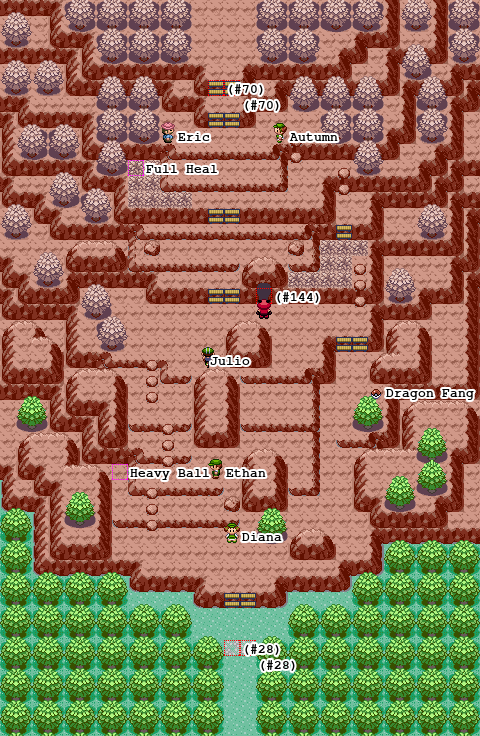 (#70)
(#70)
Eric
Autumn
Full Heal
(#144)
Julio
Dragon Fang
Heavy Ball
Ethan
Diana
(#28)
(#28)